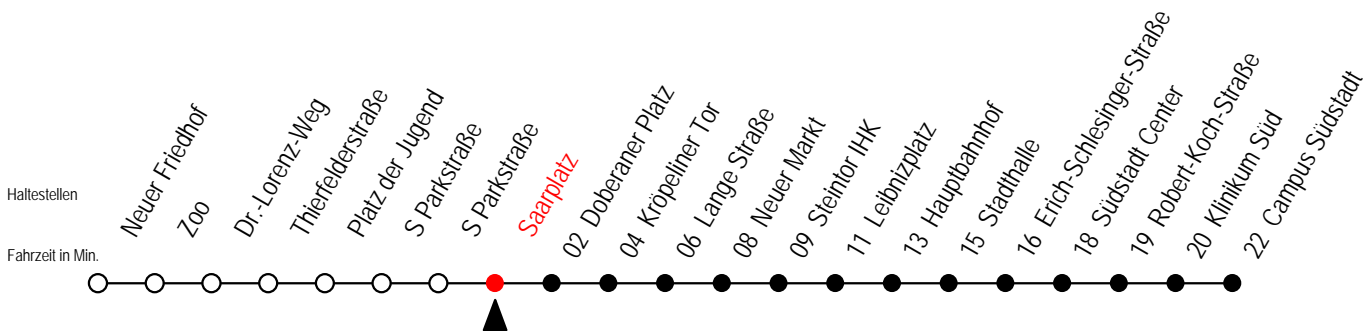 Haltestellen
Fahrzeit in Min.
Neuer Friedhof
Zoo
Dr.-Lorenz-Weg
Thierfelderstraße
Platz der Jugend
S Parkstraße
S Parkstraße
Saarplatz
02 Doberaner Platz
04 Kröpeliner Tor
06 Lange Straße
08 Neuer Markt
09 Steintor IHK
11 Leibnizplatz
13 Hauptbahnhof
15 Stadthalle
16 Erich-Schlesinger-Straße
18 Südstadt Center
19 Robert-Koch-Straße
20 Klinikum Süd
22 Campus Südstadt